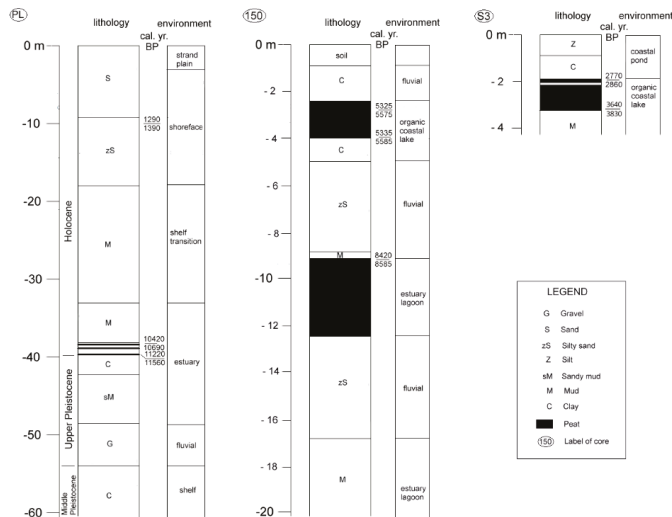 PL
lithology
environment
cal. yr.
BP
0 m
-10
-20
-30
-40
-50
-60
Holocene
Upper Pleistocene
Middle
Pleistocene
S
zS
M
M
C
sM
G
C
1290
1390
10420
10690
11220
11560
strand
plain
shoreface
shelf
transition
estuary
fluvial
shelf
150
lithology
environment
cal. yr.
BP
0 m
- 2
- 4
- 6
- 8
-10
- 12
- 14
- 16
- 18
-20
soil
C
C
zS
M
zS
M
5325
5575
5335
5585
8420
8585
fluvial
organic
coastal
lake
fluvial
estuary
lagoon
fluvial
estuary
lagoon
S3
lithology
environment
cal. yr.
BP
0 m
- 2
- 4
Z
C
M
2770
2860
3640
3830
coastal
pond
organic
coastal
lake
LEGEND
G Gravel
S Sand
zS Silty sand
Z Silt
sM Sandy mud
M Mud
C Clay
Peat
150 Label of core